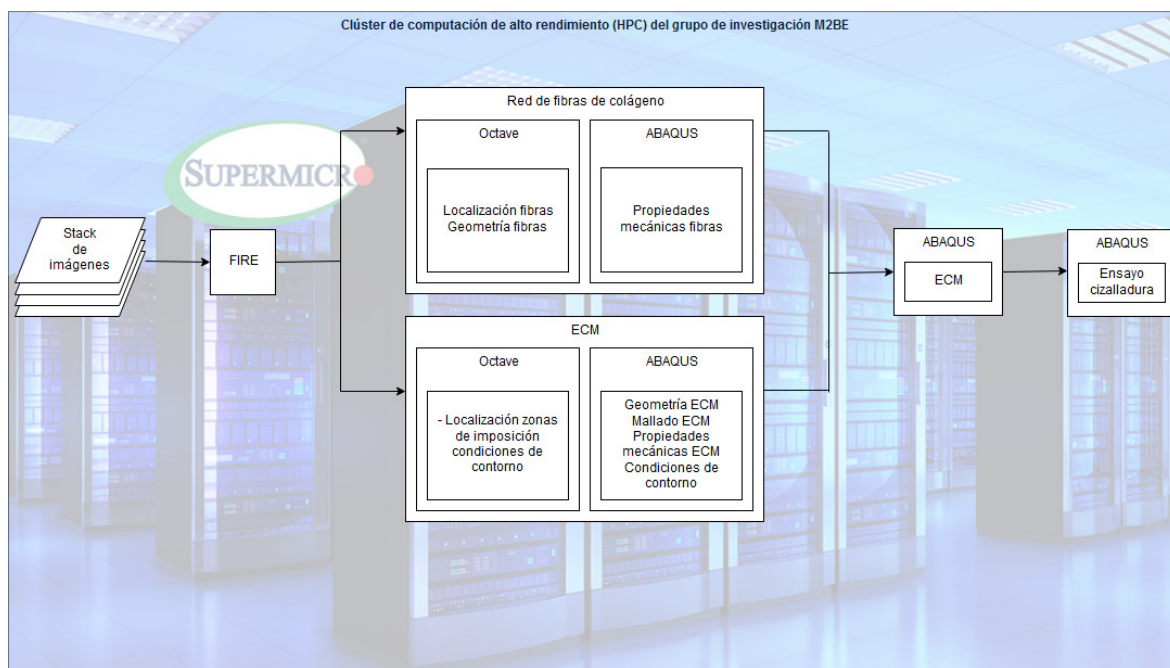 Clúster de computación de alto rendimiento (HPC) del grupo de investigación M2BE
SUPERMICR
Stack
de
imágenes
FIRE
Red de fibras de colágeno
Octave
Localización fibras
Geometría fibras
ABAQUS
Propiedades
mecánicas fibras
ECM
Octave
- Localización zonas
de imposición
condiciones de
contorno
ABAQUS
Geometría ECM
Mallado ECM
Propiedades
mecánicas ECM
Condiciones de
contorno
ABAQUS
ECM
ABAQUS
Ensayo
cizalladura